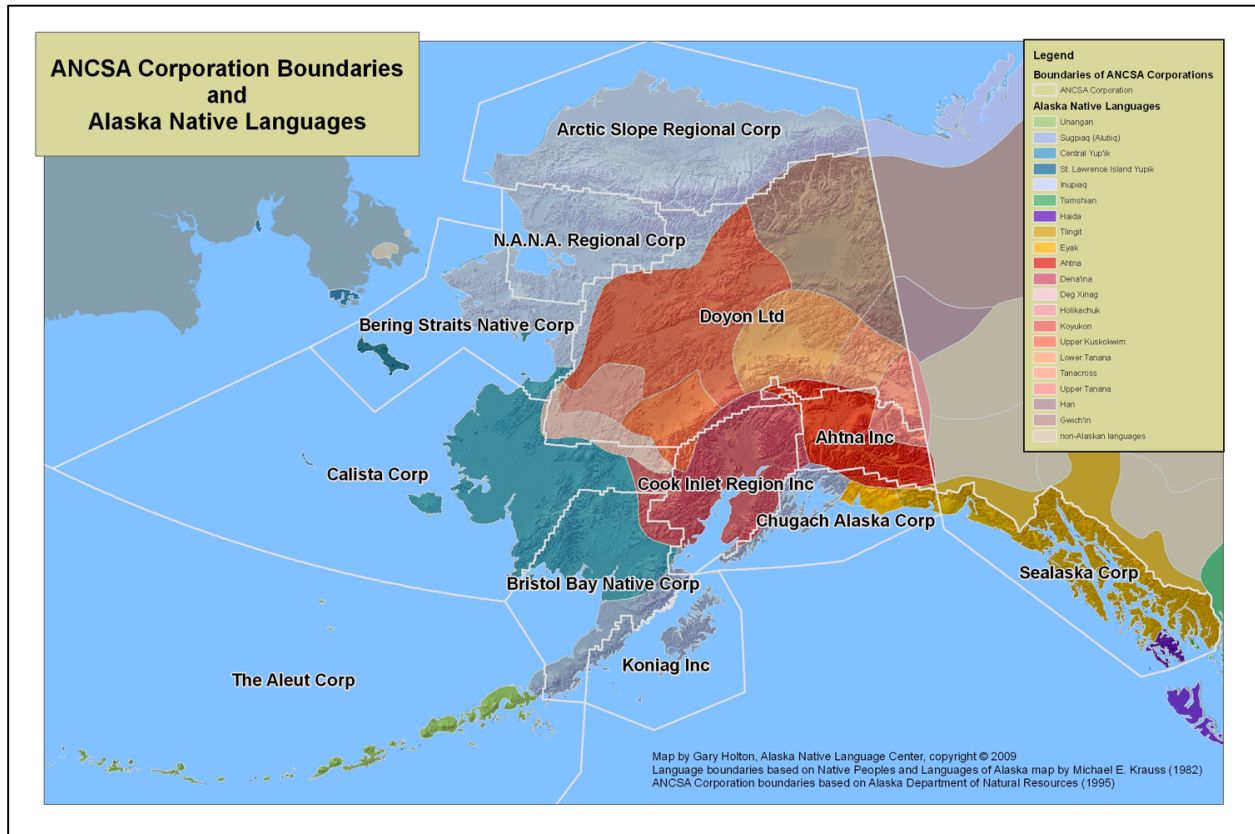 ANCSA Corporation Boundaries
and
Alaska Native Languages
Legend
Boundaries of ANCSA Corporations
ANCSA Corporation
Alaska Native Languages
Unangan
Sugpiaq (Alutiiq)
Central Yup'ik
St. Lawrence Island Yupik
Inupiaq
Tsimshian
Haida
Tlingit
Eyak
Ahtna
Dena'ina
Deg Xinag
Holikachuk
Koyukon
Upper Kuskokwim
Lower Tanana
Tanacross
Upper Tanana
Han
Gwich'in
non-Alaskan languages
Arctic Slope Regional Corp
N.A.N.A. Regional Corp
Doyon Ltd
Bering Straits Native Corp
Ahtna Inc
Calista Corp
Cook Inlet Region Inc
Chugach Alaska Corp
Sealaska Corp
Bristol Bay Native Corp
Koniag Inc
The Aleut Corp
Map by Gary Holton, Alaska Native Language Center, copyright © 2009
Language boundaries based on Native Peoples and Languages of Alaska map by Michael E. Krauss (1982)
ANCSA Corporation boundaries based on Alaska Department of Natural Resources (1995)